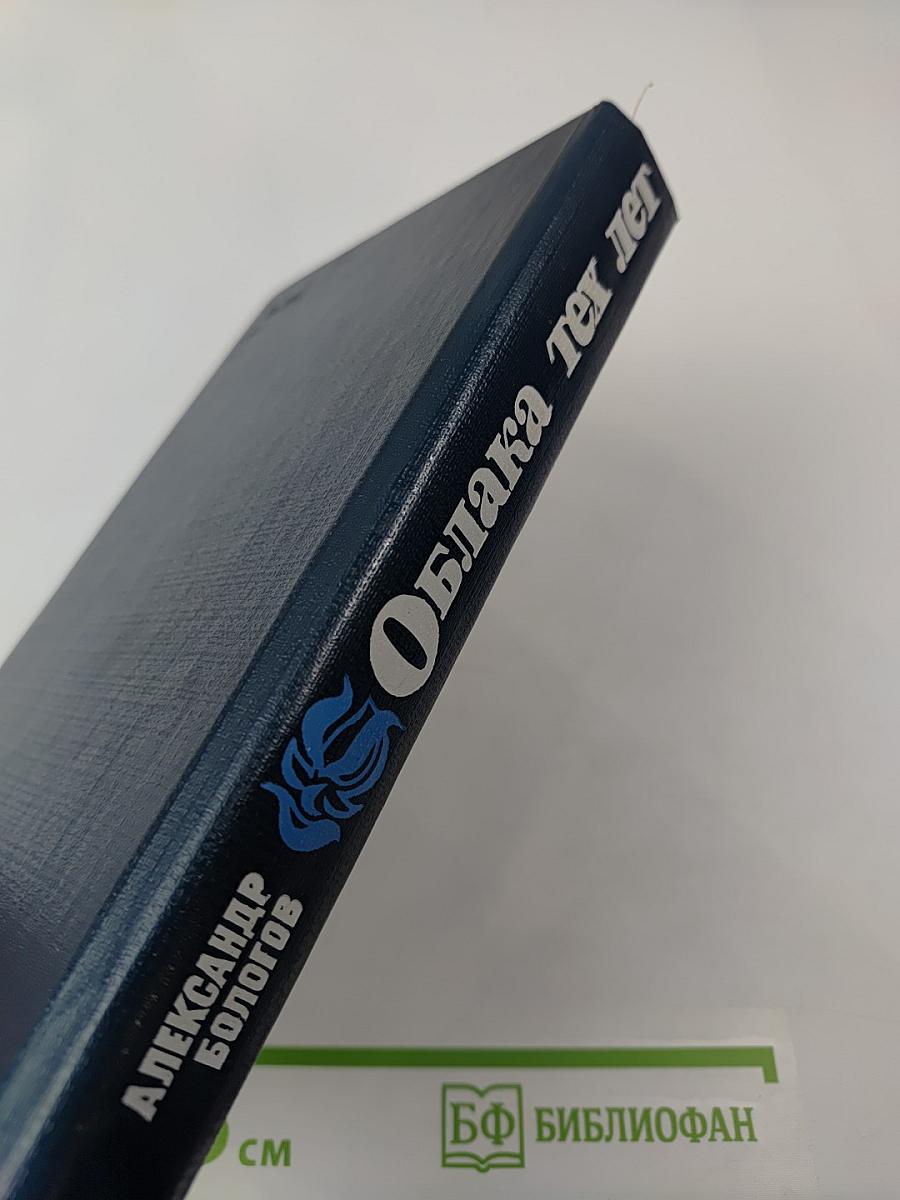 Облака тех лет
АЛЕКСАНДР
БОЛОГОВ
см
БФ БИБЛИОФАН